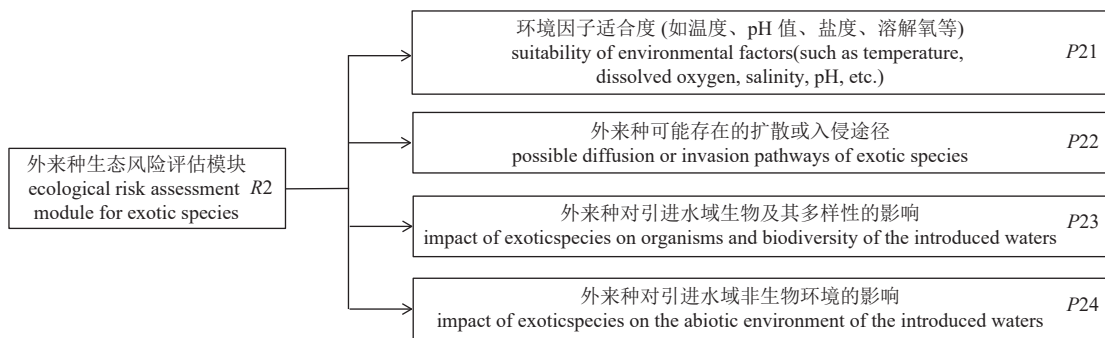 环境因子适合度 (如温度、pH 值、盐度、溶解氧等)
suitability of environmental factors(such as temperature,
dissolved oxygen, salinity, pH, etc.)
P21
外来种可能存在的扩散或入侵途径
possible diffusion or invasion pathways of exotic species
P22
外来种生态风险评估模块
ecological risk assessment
module for exotic species
R2
外来种对引进水域生物及其多样性的影响
impact of exoticspecies on organisms and biodiversity of the introduced waters
P23
外来种对引进水域非生物环境的影响
impact of exoticspecies on the abiotic environment of the introduced waters
P24